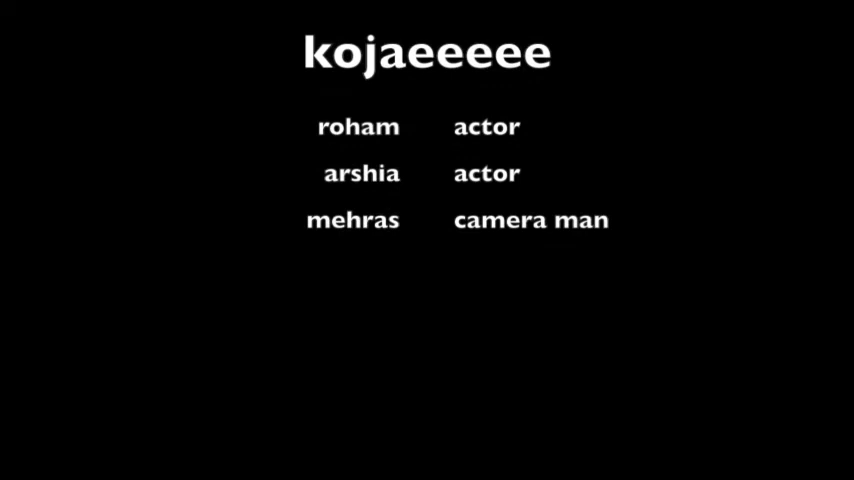 kojaeeeee
roham actor
arshia actor
mehras camera man